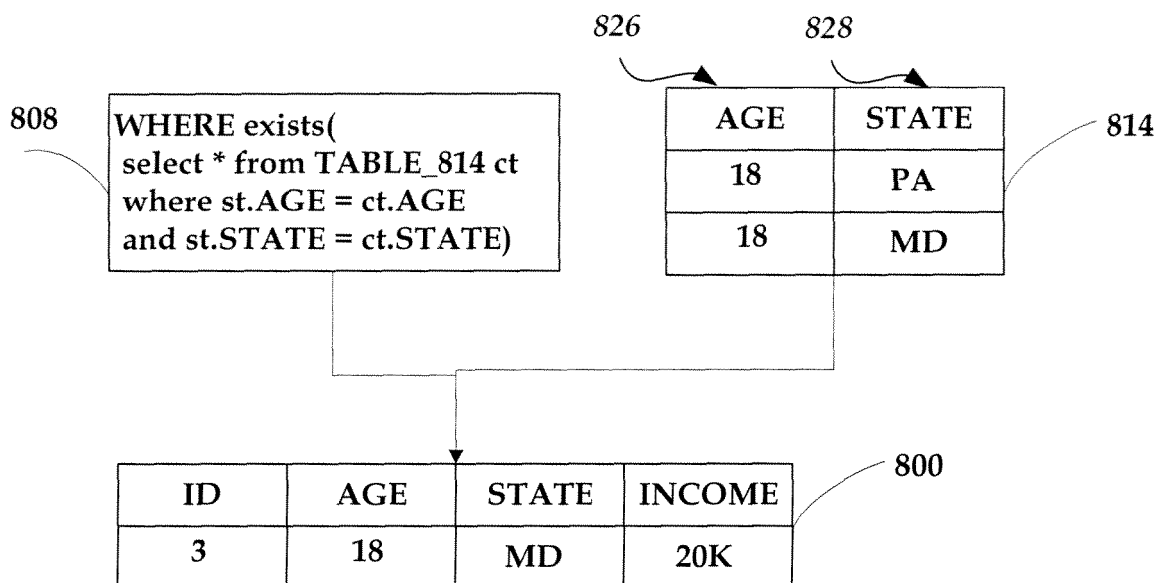 826 828
808
WHERE exists(
select * from TABLE_814 ct
where st.AGE = ct.AGE
and st.STATE = ct.STATE)
AGE STATE
18 PA
18 MD
814
800
ID AGE STATE INCOME
3 18 MD 20K